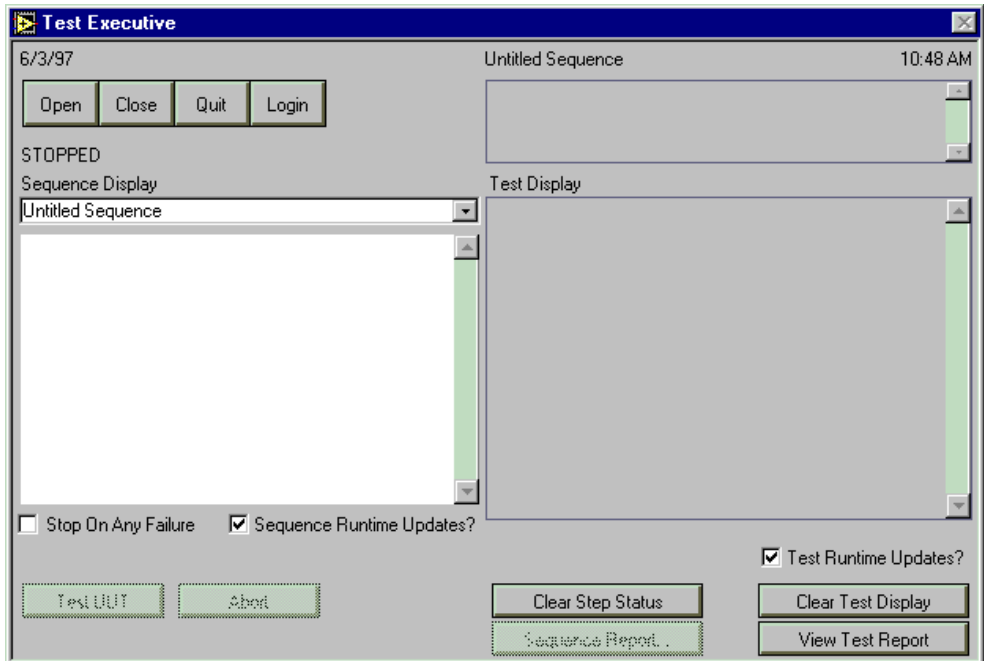 Test Executive
6/3/97
Untitled Sequence
10:48 AM
Open
Close
Quit
Login
STOPPED
Sequence Display
Test Display
Untitled Sequence
Stop On Any Failure
Sequence Runtime Updates?
Test Runtime Updates?
Test UUT
Abort
Clear Step Status
Clear Test Display
Sequence Report...
View Test Report